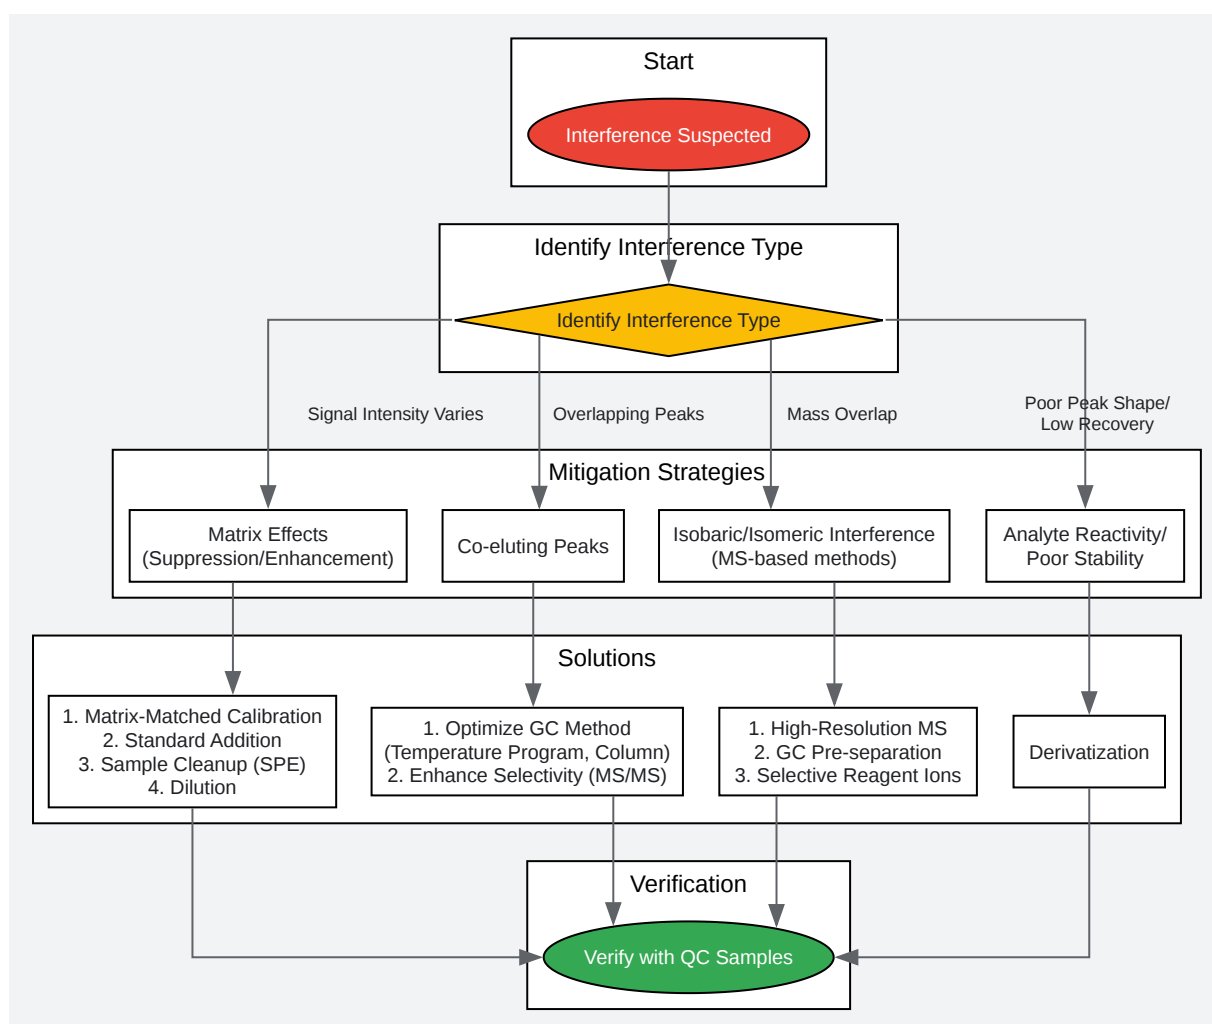 Start
Interference Suspected
Identify Interference Type
Identify Interference Type
Signal Intensity Varies
Overlapping Peaks
Mass Overlap
Poor Peak Shape/
Low Recovery
Mitigation Strategies
Matrix Effects
(Suppression/Enhancement)
Co-eluting Peaks
Isobaric/Isomeric Interference
(MS-based methods)
Analyte Reactivity/
Poor Stability
Solutions
1. Matrix-Matched Calibration
2. Standard Addition
3. Sample Cleanup (SPE)
4. Dilution
1. Optimize GC Method
(Temperature Program, Column)
2. Enhance Selectivity (MS/MS)
1. High-Resolution MS
2. GC Pre-separation
3. Selective Reagent Ions
Derivatization
Verification
Verify with QC Samples